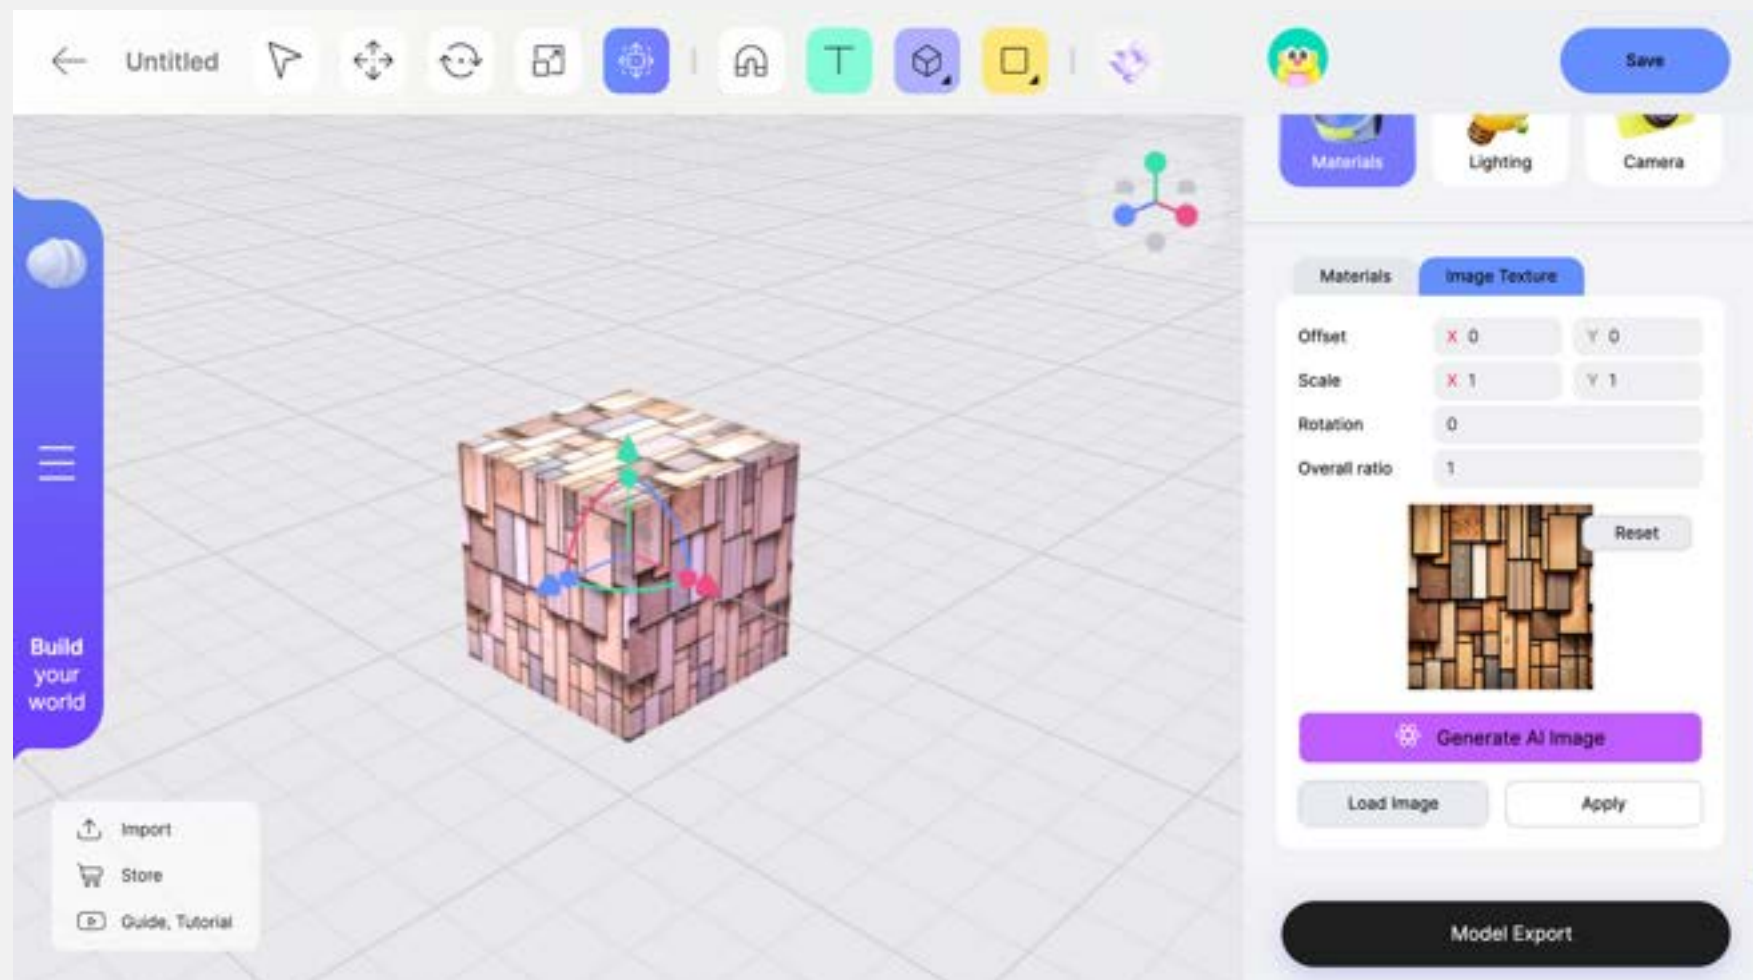 Untitled
T
Save
Materials
Lighting
Camera
Materials
Image Texture
Offset
X 0
Y 0
Scale
X 1
Y 1
Rotation
0
Overall ratio
1
Reset
Generate AI Image
Load Image
Apply
Build
your
world
Import
Store
Guide, Tutorial
Model Export